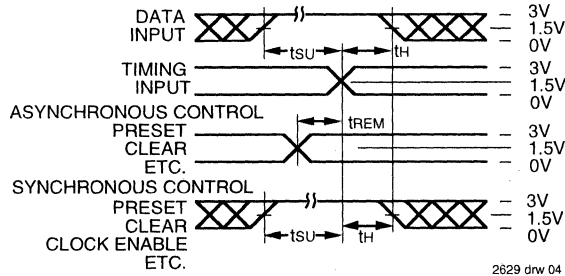 DATA
INPUT
3V
1.5V
0V
tSU
tH
TIMING
INPUT
3V
1.5V
0V
ASYNCHRONOUS CONTROL
PRESET
CLEAR
ETC.
tREM
3V
1.5V
0V
SYNCHRONOUS CONTROL
PRESET
CLEAR
CLOCK ENABLE
ETC.
3V
1.5V
0V
tSU
tH
2629 drw 04